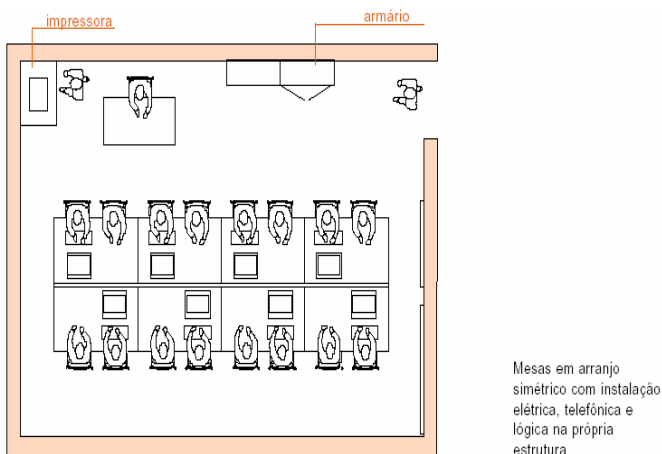 impressora
armário
Mesas em arranjo
simétrico com instalação
elétrica, telefônica e
lógica na própria
estrutura